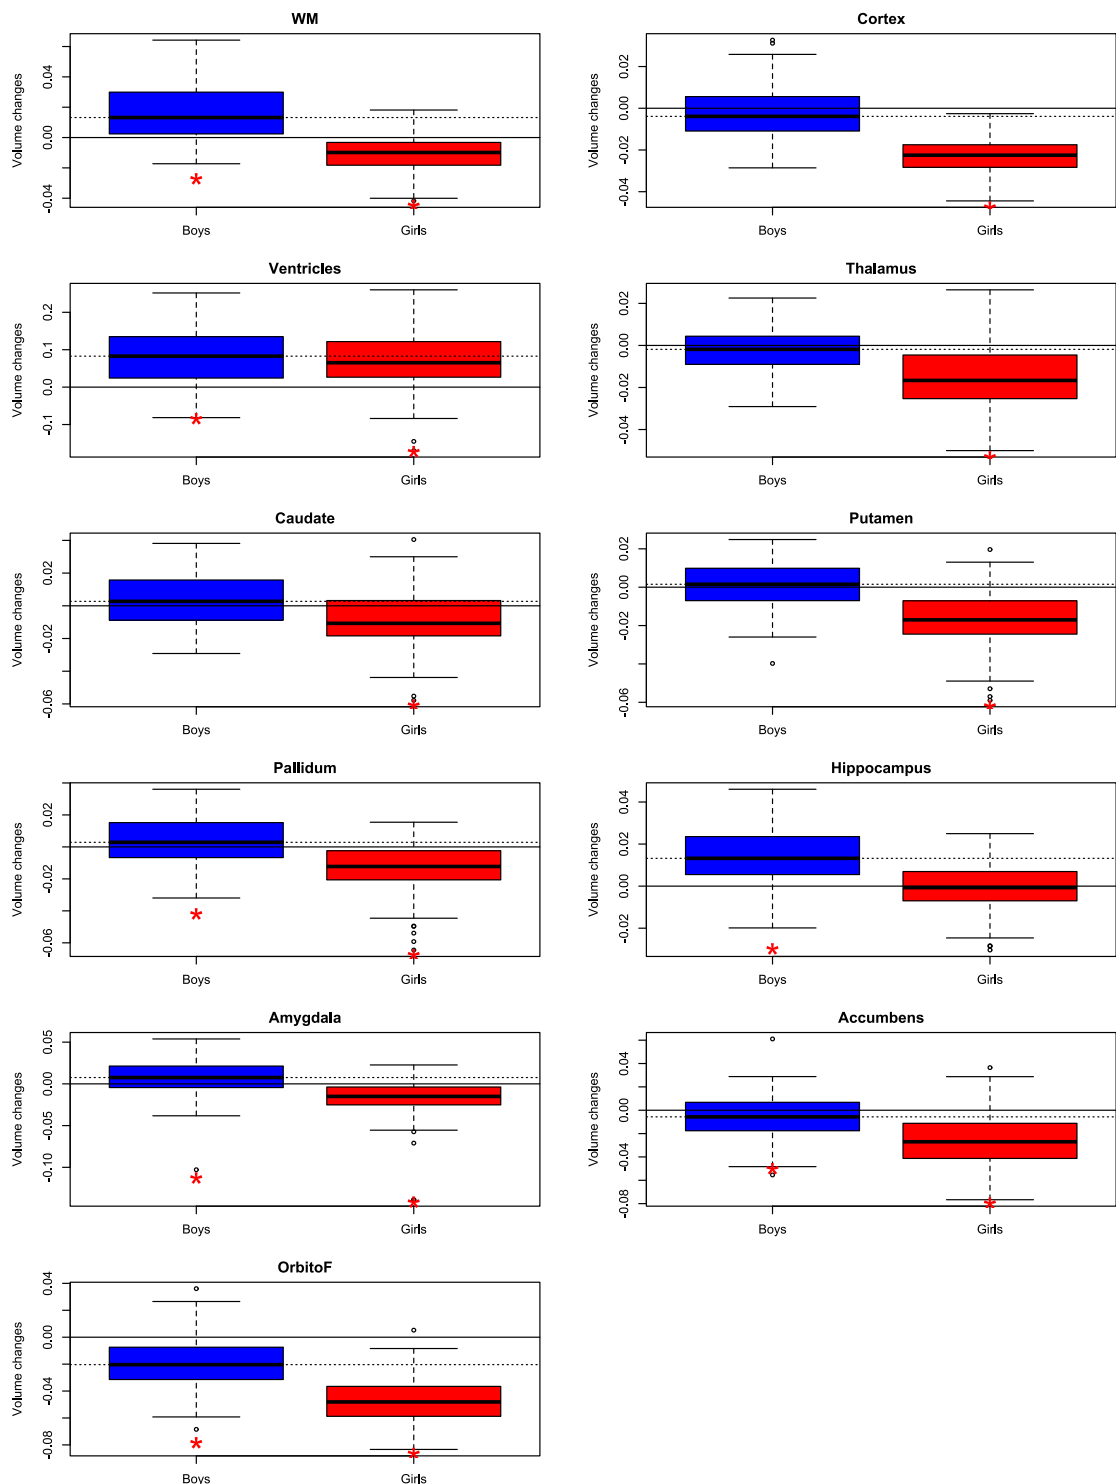 WM
Volume changes
0.04
0.00
-0.04
Boys
Girls
Cortex
Volume changes
0.02
0.00
-0.02
-0.04
Boys
Girls
Ventricles
Volume changes
0.2
0.1
0.0
-0.1
Boys
Girls
Thalamus
Volume changes
0.02
0.00
-0.02
-0.04
Boys
Girls
Caudate
Volume changes
0.02
-0.02
-0.06
Boys
Girls
Putamen
Volume changes
0.02
0.00
-0.02
-0.06
Boys
Girls
Pallidum
Volume changes
0.02
-0.02
-0.06
Boys
Girls
Hippocampus
Volume changes
0.04
0.02
0.00
-0.02
Boys
Girls
Amygdala
Volume changes
0.05
0.00
-0.05
-0.10
Boys
Girls
Accumbens
Volume changes
0.04
0.00
-0.04
-0.08
Boys
Girls
OrbitoF
Volume changes
0.04
0.00
-0.04
-0.08
Boys
Girls